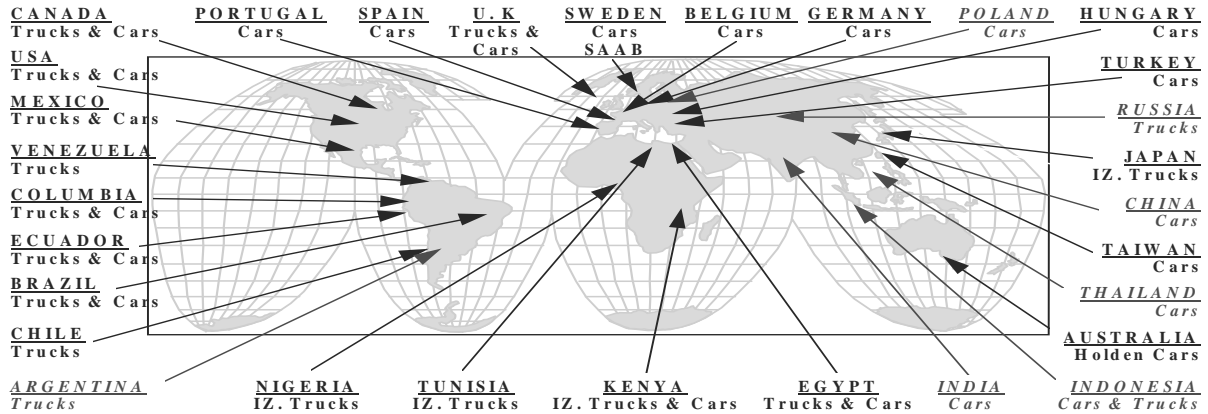 CANADA
Trucks & Cars
USA
Trucks & Cars
MEXICO
Trucks & Cars
VENEZUELA
Trucks
COLUMBIA
Trucks & Cars
ECUADOR
Trucks & Cars
BRAZIL
Trucks & Cars
CHILE
Trucks
ARGENTINA
Trucks
PORTUGAL
Cars
SPAIN
Cars
U.K
Trucks &
Cars
SWEDEN
Cars
SAAB
BELGIUM
Cars
GERMANY
Cars
POLAND
Cars
HUNGARY
Cars
TURKEY
Cars
RUSSIA
Trucks
JAPAN
IZ. Trucks
CHINA
Cars
TAIWAN
Cars
THAILAND
Cars
AUSTRALIA
Holden Cars
NIGERIA
IZ. Trucks
TUNISIA
IZ. Trucks
KENYA
IZ. Trucks & Cars
EGYPT
Trucks & Cars
INDIA
Cars
INDONESIA
Cars & Trucks